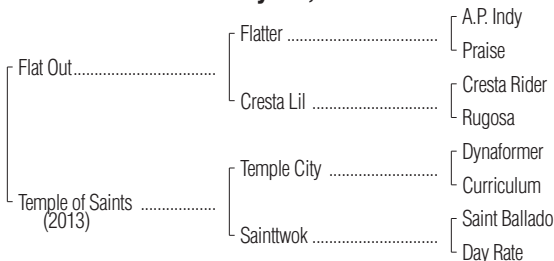 A.P. Indy
Flatter ....................................
Praise
Flat Out.............................................
Cresta Rider
Cresta Lil ................................
Rugosa
Dynaformer
Temple City ...........................
Curriculum
Temple of Saints .......................
(2013)
Saint Ballado
Sainttwok ................................
Day Rate